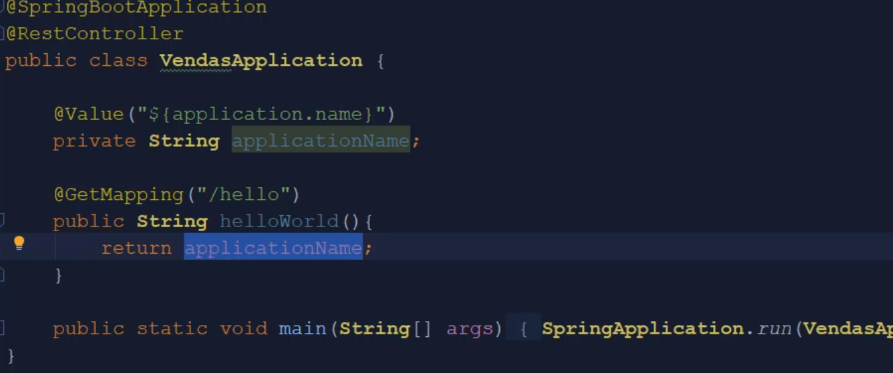 @SpringBootApplication
@RestController
public class VendasApplication {
@Value("${application.name}")
private String applicationName;
@GetMapping("/hello")
public String helloWorld(){
return applicationName;
}
public static void main(String[] args) { SpringApplication.run(VendasAp
}